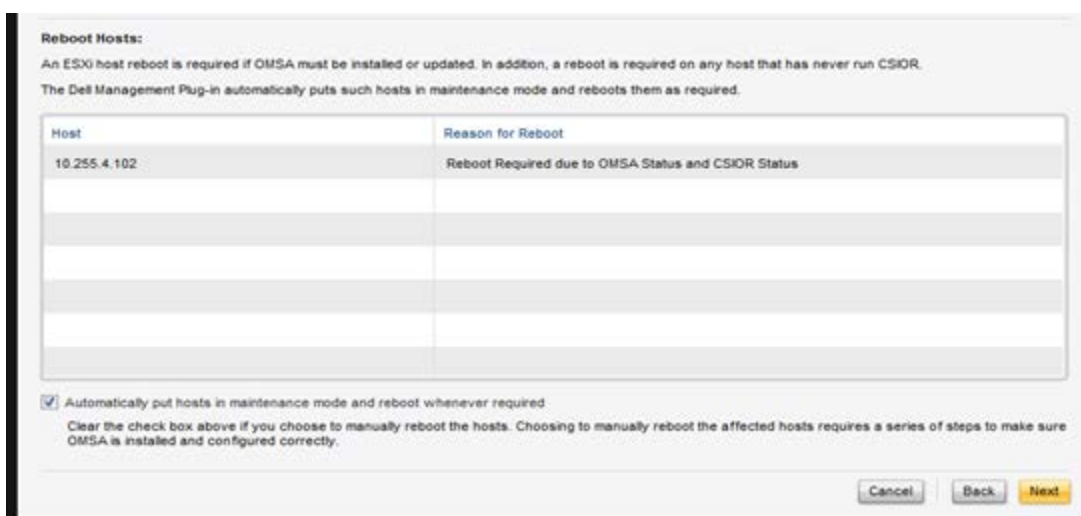 Reboot Hosts:
An ESXi host reboot is required if OMSA must be installed or updated. In addition, a reboot is required on any host that has never run CSIOR.
The Dell Management Plug-in automatically puts such hosts in maintenance mode and reboots them as required.
Host Reason for Reboot
10.255.4.102 Reboot Required due to OMSA Status and CSIOR Status
Automatically put hosts in maintenance mode and reboot whenever required
Clear the check box above if you choose to manually reboot the hosts. Choosing to manually reboot the affected hosts requires a series of steps to make sure
OMSA is installed and configured correctly.
Cancel Back Next